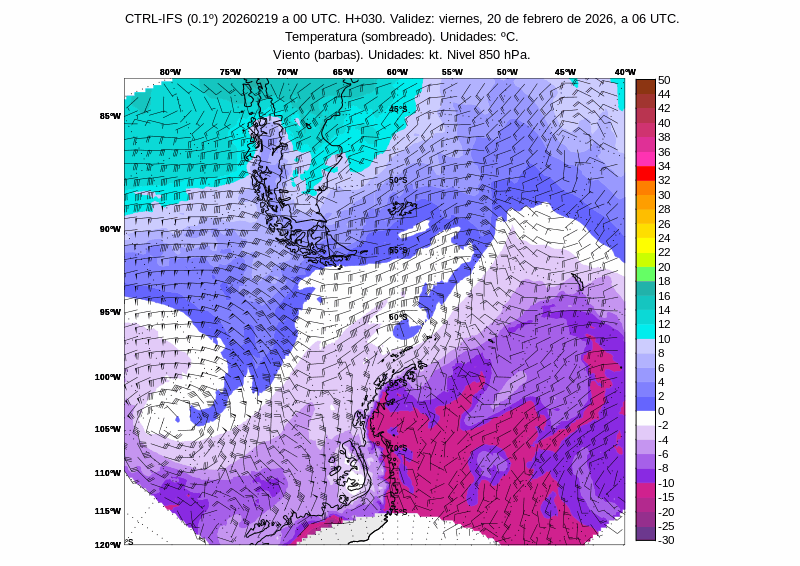 CTRL-IFS (0.1º) 20260219 a 00 UTC. H+030. Validez: viernes, 20 de febrero de 2026, a 06 UTC.
Temperatura (sombreado). Unidades: ºC.
Viento (barbas). Unidades: kt. Nivel 850 hPa.
80°W 75°W 70°W 65°W 60°W 55°W 50°W 45°W 40°W
85°W
90°W
95°W
100°W
105°W
110°W
115°W
120°W
45°S
50°S
55°S
60°S
65°S
70°S
75°S
°S
50
44
42
40
38
36
34
32
30
28
26
24
22
20
18
16
14
12
10
8
6
4
2
0
-2
-4
-6
-8
-10
-15
-20
-25
-30